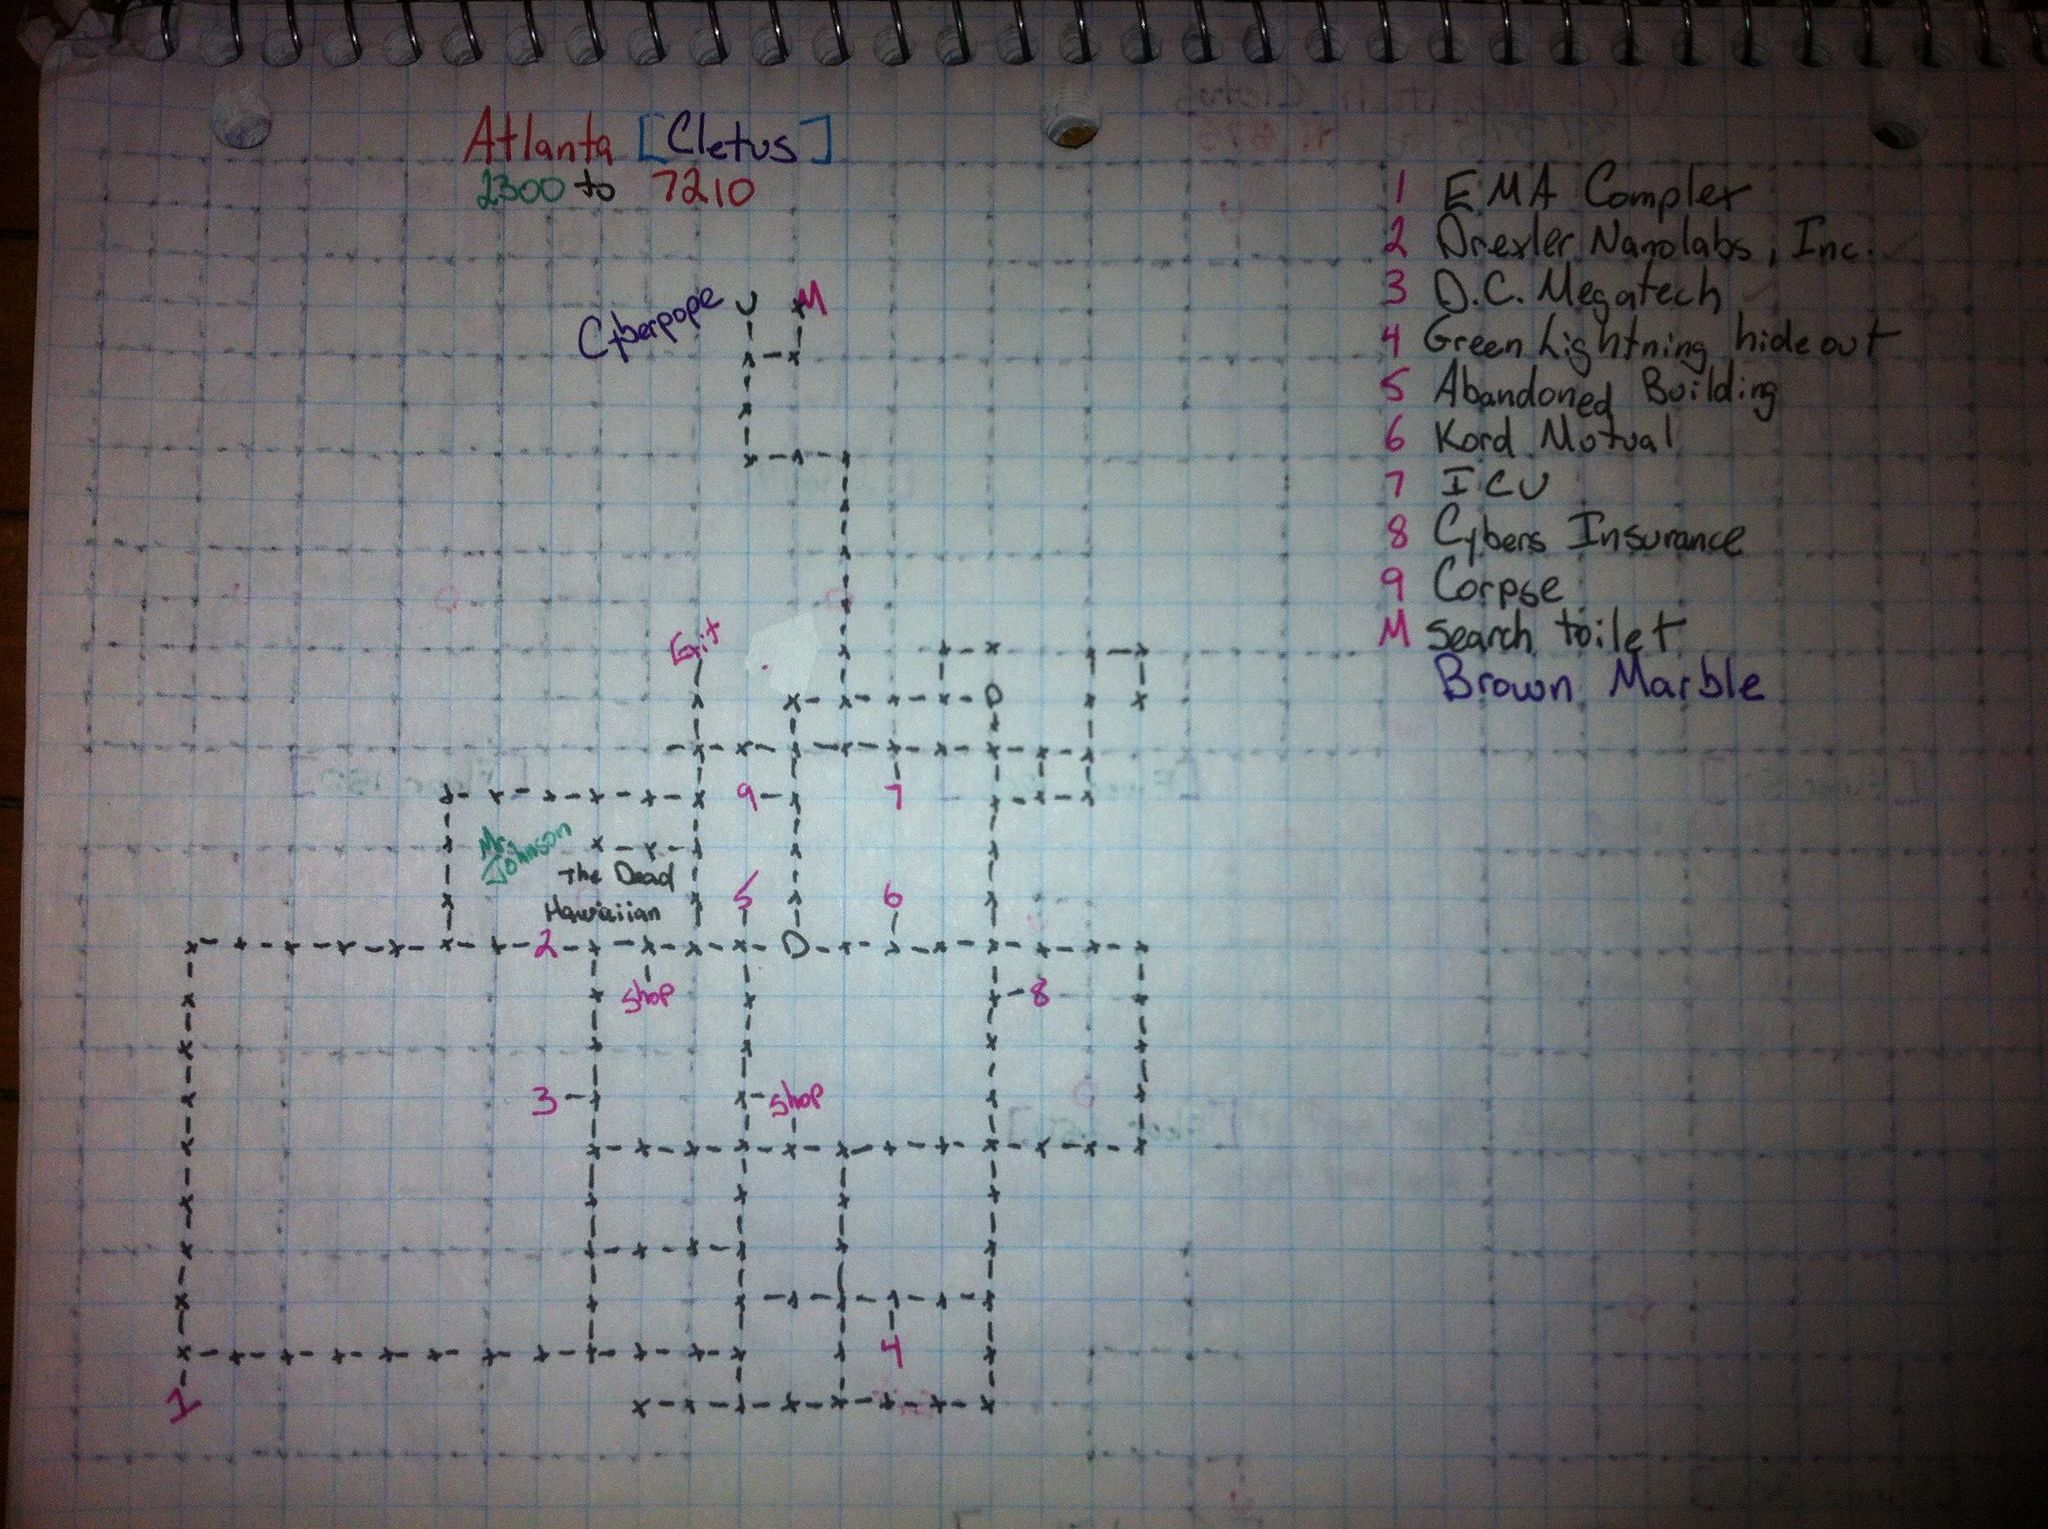 Atlanta [Cletus]
2300 to 7210
1 EMA Complex
2 Drexler Nanolabs, Inc.
3 D.C. Megatech
4 Green Lightning hideout
5 Abandoned Building
6 Kord Mutual
7 ICU
8 Cybers Insurance
9 Corpse
M Search toilet
Brown Marble
Cyberpope U M
Exit
D
9 7
Mr. Johnson
The Dead
Hawaiian
5 6
2 D
shop 8
3 shop
4
1